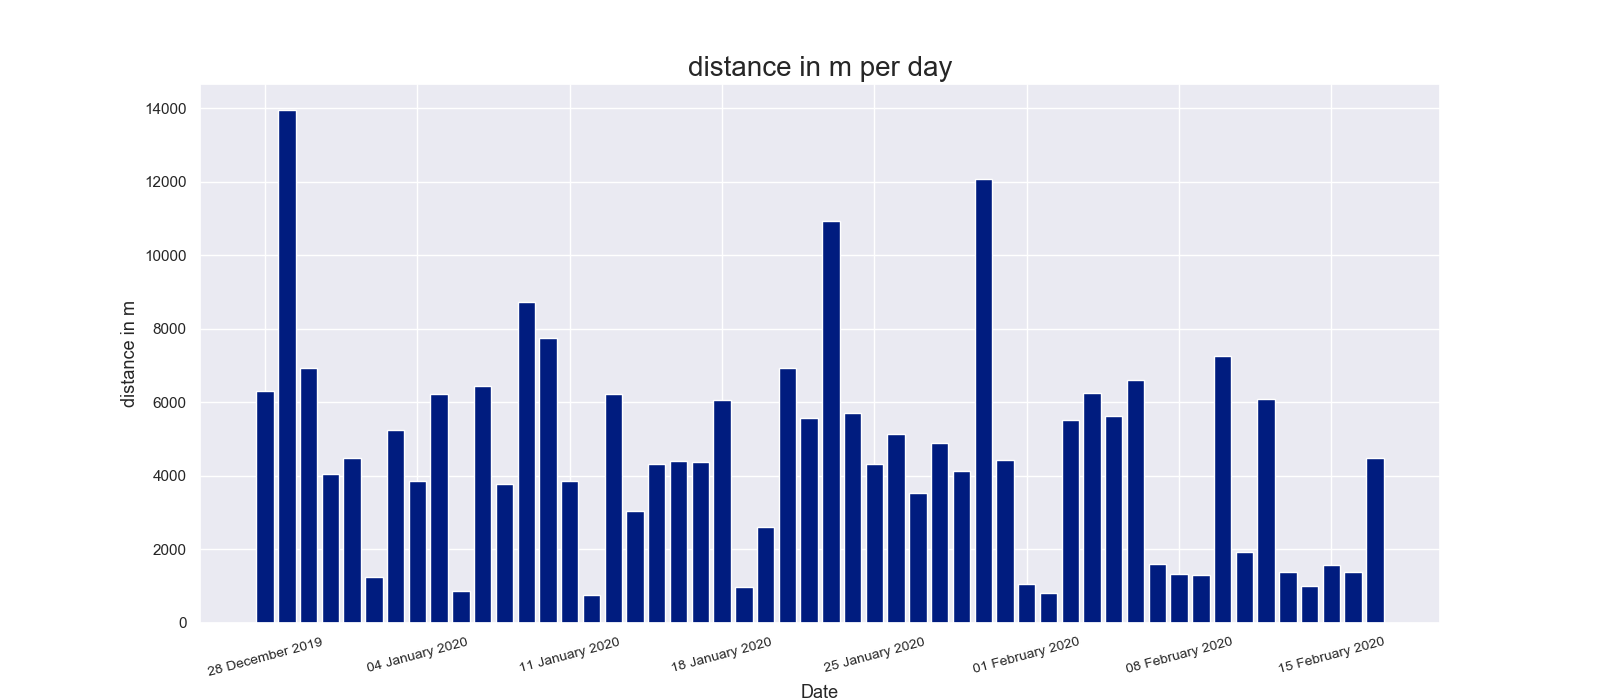 distance in m per day
14000
12000
10000
8000
6000
4000
2000
0
distance in m
28 December 2019
04 January 2020
11 January 2020
18 January 2020
25 January 2020
01 February 2020
08 February 2020
15 February 2020
Date